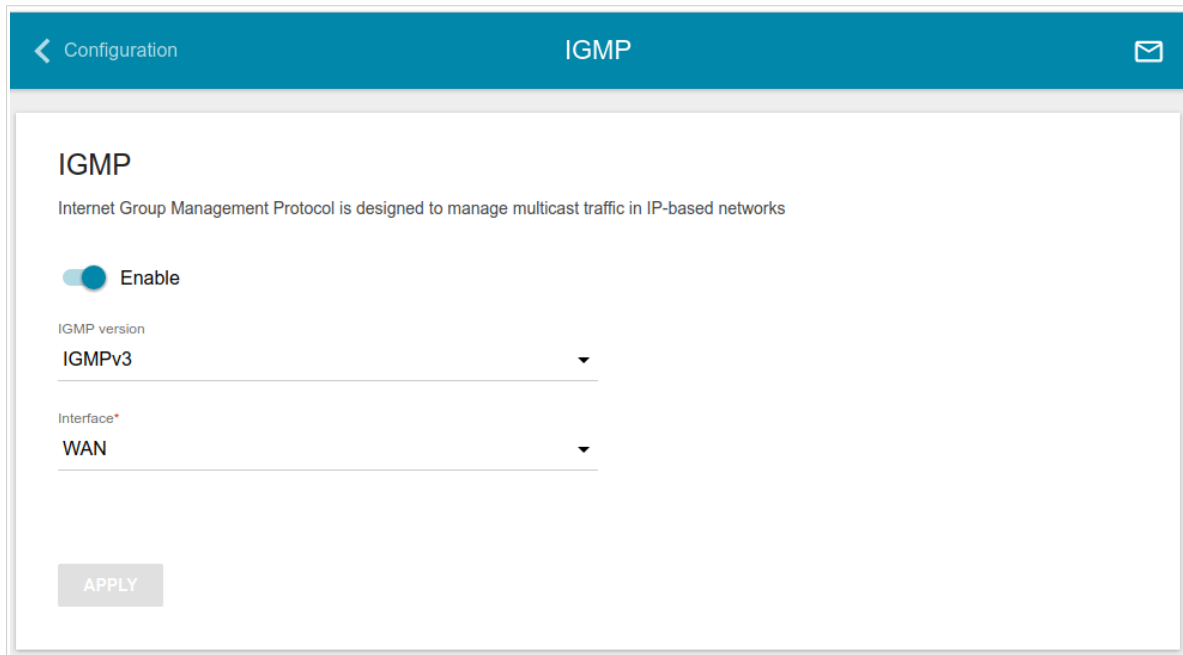 Configuration
IGMP
IGMP
Internet Group Management Protocol is designed to manage multicast traffic in IP-based networks
Enable
IGMP version
IGMPv3
Interface*
WAN
APPLY